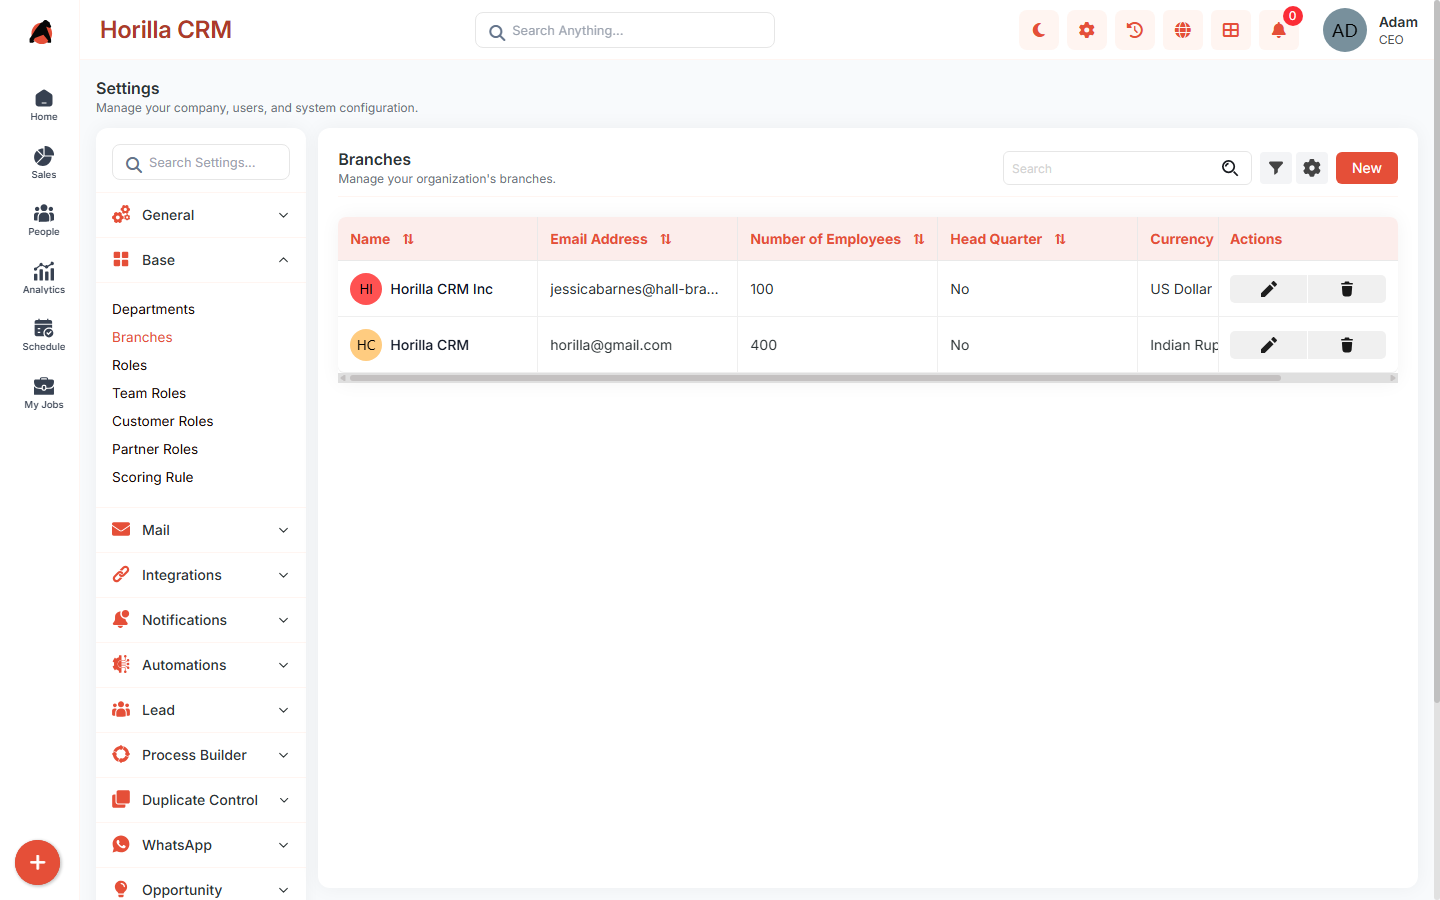 Horilla CRM
Search Anything...
0
AD
Adam
CEO
Home
Sales
People
Analytics
Schedule
My Jobs
Settings
Manage your company, users, and system configuration.
Search Settings...
General
Base
Departments
Branches
Roles
Team Roles
Customer Roles
Partner Roles
Scoring Rule
Mail
Integrations
Notifications
Automations
Lead
Process Builder
Duplicate Control
WhatsApp
Opportunity
Branches
Manage your organization's branches.
Search
New
Name Email Address Number of Employees Head Quarter Currency Actions
HI Horilla CRM Inc jessicabarnes@hall-bra... 100 No US Dollar
HC Horilla CRM horilla@gmail.com 400 No Indian Rup